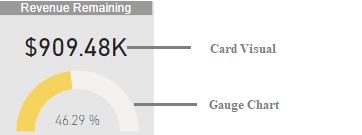 Revenue Remaining
$909.48K
Card Visual
Gauge Chart
46.29 %